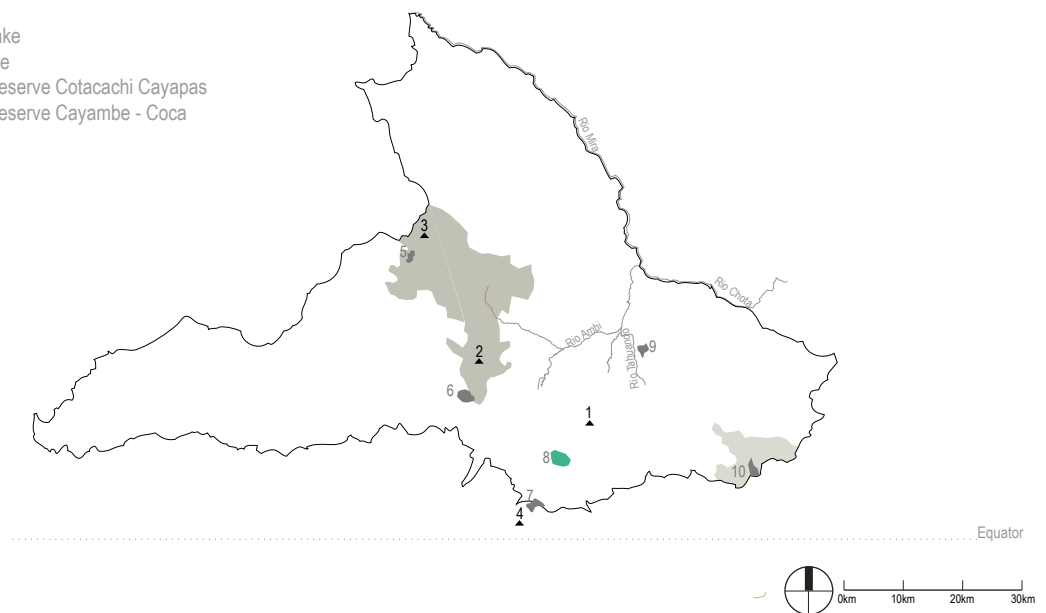 ake
e
eserve Cotacachi Cayapas
eserve Cayambe - Coca
Rio Mira
3
5
Rio Chota
Rio Ambi
Rio Tahuando
9
2
6
1
8
10
7
4
Equator
0km 10km 20km 30km